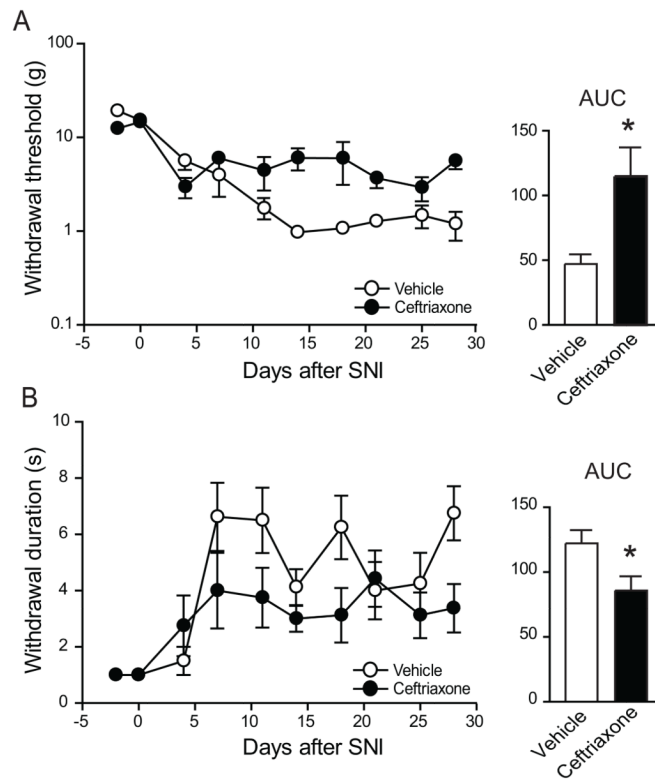 A
Withdrawal threshold (g)
100
10
1
0.1
-5
0
5
10
15
20
25
30
Days after SNI
Vehicle
Ceftriaxone
AUC
150
100
50
0
*
Vehicle
Ceftriaxone
B
Withdrawal duration (s)
10
8
6
4
2
0
-5
0
5
10
15
20
25
30
Days after SNI
Vehicle
Ceftriaxone
AUC
150
100
50
0
*
Vehicle
Ceftriaxone